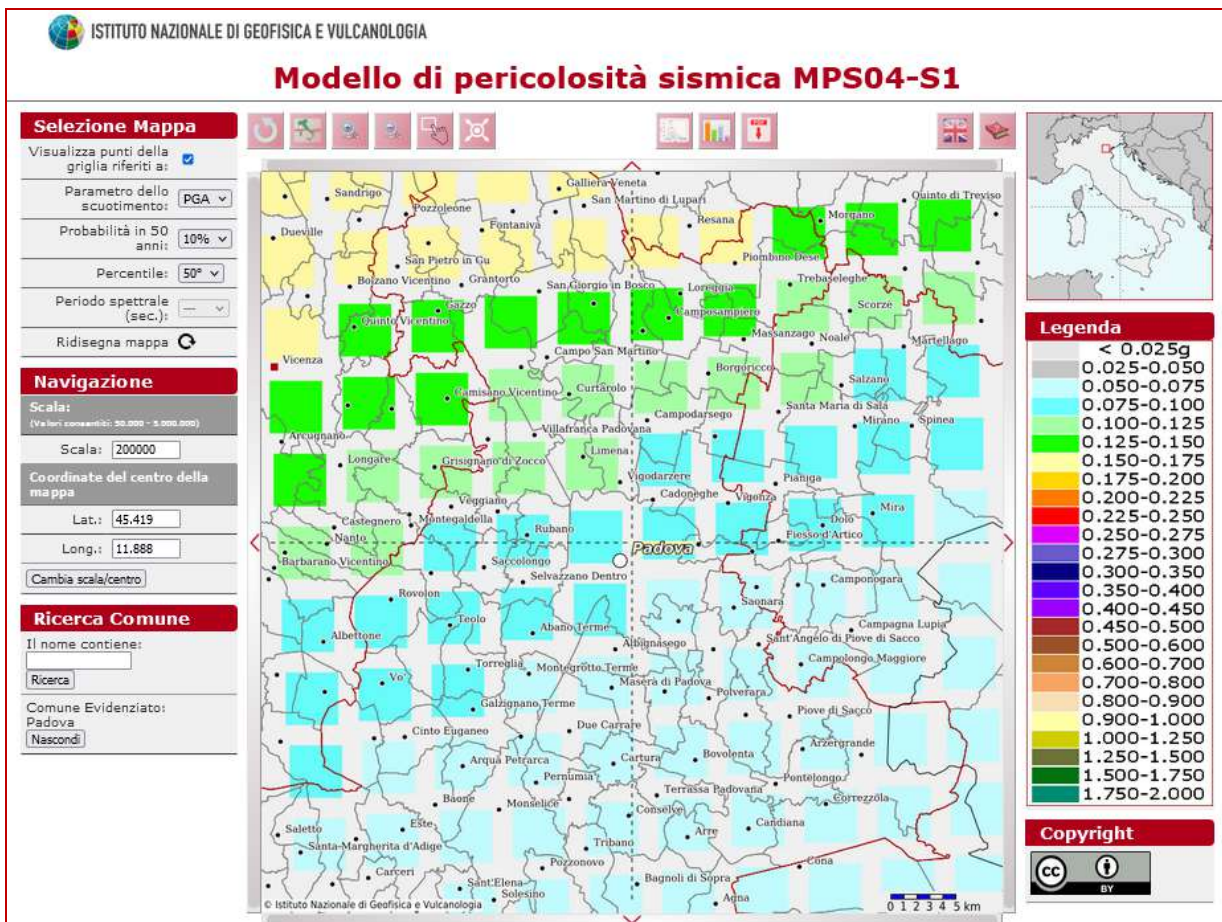 ISTITUTO NAZIONALE DI GEOFISICA E VULCANOLOGIA
Modello di pericolosità sismica MPS04-S1
Selezione Mappa
Visualizza punti della
griglia riferiti a:
Parametro dello
scuotimento: PGA
Probabilità in 50
anni: 10%
Percentile: 50°
Periodo spettrale
(sec.): ---
Ridisegna mappa
Navigazione
Scala:
(Valori consentiti: 50.000 - 5.000.000)
Scala: 200000
Coordinate del centro della
mappa
Lat.: 45.419
Long.: 11.888
Cambia scala/centro
Ricerca Comune
Il nome contiene:
Ricerca
Comune Evidenziato:
Padova
Nascondi
PDF
Galliera Veneta
Sandrigo
San Martino di Lupari
Quinto di Treviso
Pozzoleone
Morgano
Resana
Dueville
Fontaniva
San Pietro in Gu
Piombino Dese
Bolzano Vicentino
Grantorto
San Giorgio in Bosco
Loreggia
Trebaseleghe
Gazzo
Scorzè
Quinto Vicentino
Camposampiero
Massanzago
Noale
Martellago
Vicenza
Campo San Martino
Borgoricco
Salzano
Camisano Vicentino
Curtarolo
Santa Maria di Sala
Campodarsego
Mirano
Spinea
Arcugnano
Villafranca Padovana
Longare
Grisignano di Zocco
Limena
Vigodarzere
Pianiga
Cadoneghe
Vigonza
Veggiano
Mira
Castegnero
Montegaldella
Rubano
Dolo
Nanto
Padova
Fiesso d'Artico
Barbarano Vicentino
Saccolongo
Selvazzano Dentro
Camponogara
Rovolon
Saonara
Albettone
Teolo
Abano Terme
Campagna Lupia
Albignasego
Sant'Angelo di Piove di Sacco
Torreglia
Montegrotto Terme
Campolongo Maggiore
Vo'
Masera di Padova
Polverara
Galzignano Terme
Piove di Sacco
Cinto Euganeo
Due Carrare
Arzergrande
Arquà Petrarca
Cartura
Bovolenta
Pernumia
Pontelongo
Terrassa Padovana
Baone
Monselice
Conselve
Correzzola
Saletto
Este
Arre
Candiana
Santa-Margherita d'Adige
Tribano
Pozzonovo
Cona
Carceri
Sant'Elena
Bagnoli di Sopra
Solesino
Agna
© Istituto Nazionale di Geofisica e Vulcanologia
0 1 2 3 4 5 km
Legenda
< 0.025g
0.025-0.050
0.050-0.075
0.075-0.100
0.100-0.125
0.125-0.150
0.150-0.175
0.175-0.200
0.200-0.225
0.225-0.250
0.250-0.275
0.275-0.300
0.300-0.350
0.350-0.400
0.400-0.450
0.450-0.500
0.500-0.600
0.600-0.700
0.700-0.800
0.800-0.900
0.900-1.000
1.000-1.250
1.250-1.500
1.500-1.750
1.750-2.000
Copyright
cc
BY